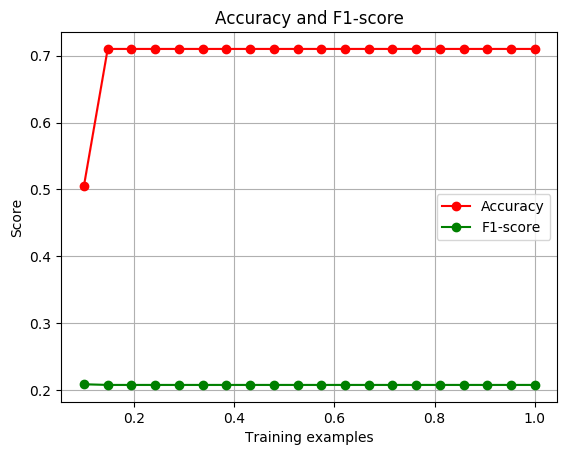 Accuracy and F1-score
0.7
0.6
0.5
0.4
0.3
0.2
Score
Accuracy
F1-score
0.2
0.4
0.6
0.8
1.0
Training examples